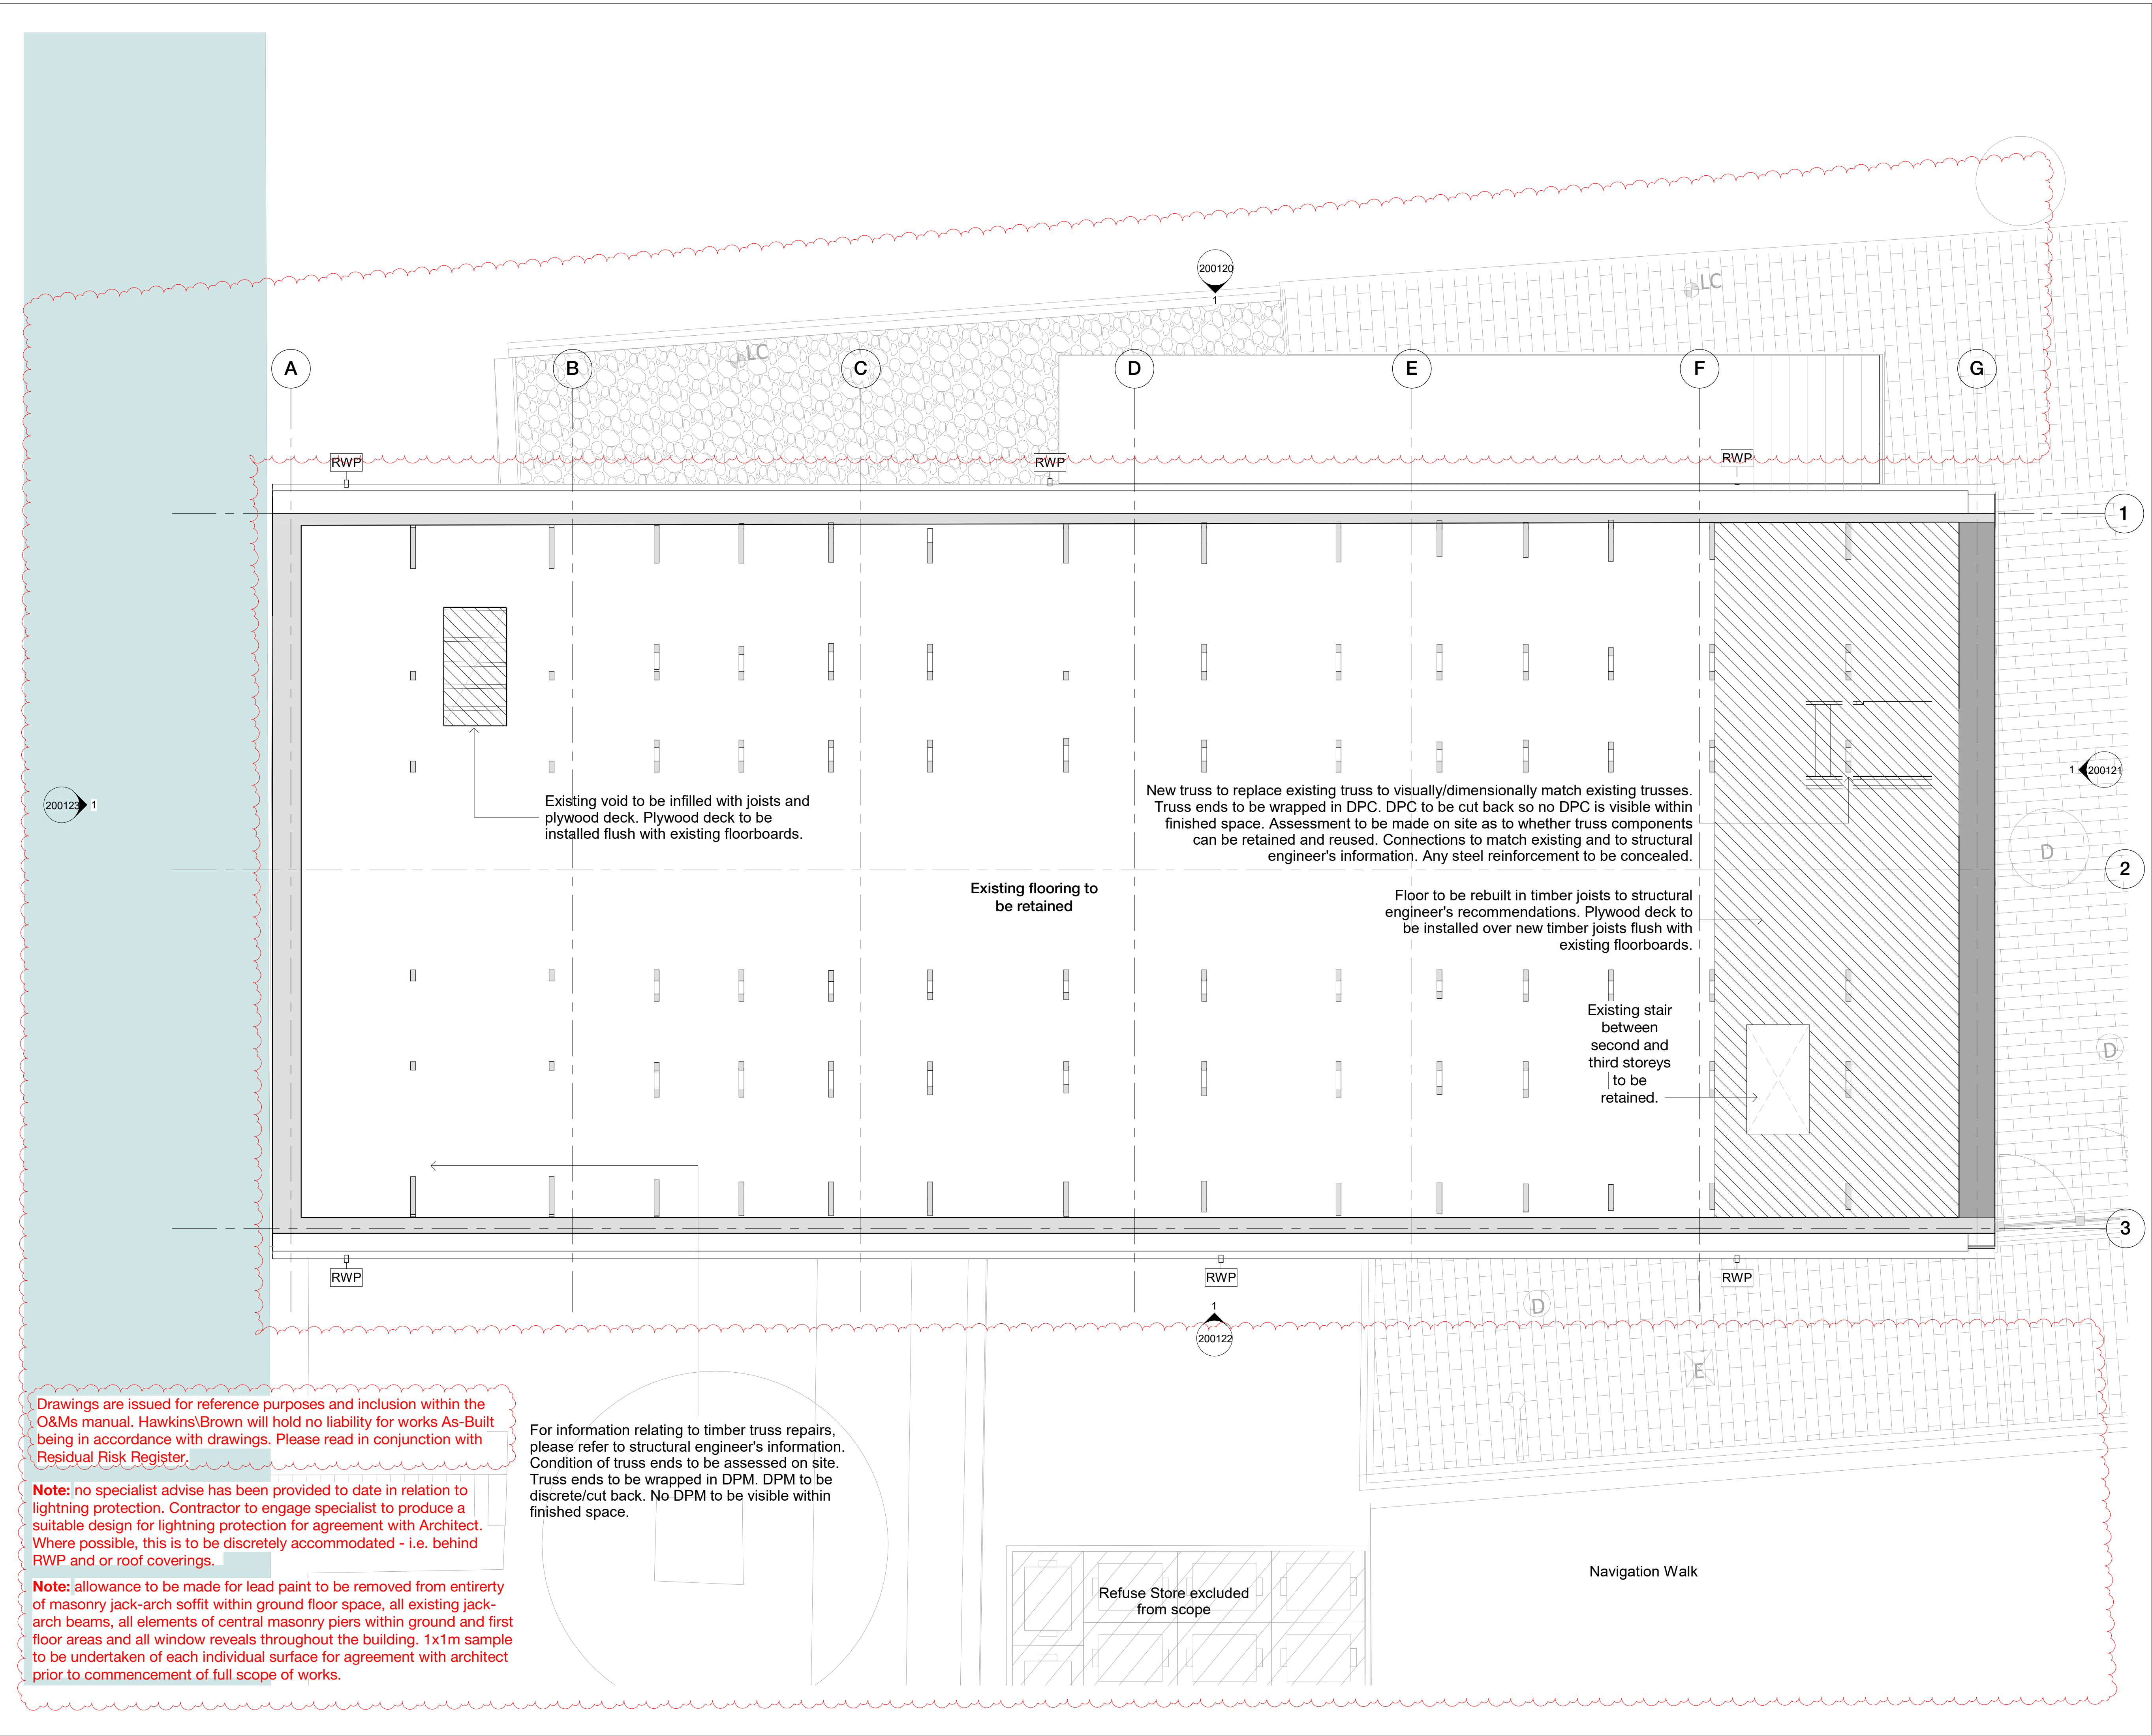 200120
1
LC
LC
A
B
C
D
E
F
G
RWP
RWP
RWP
1
200123
1
1
200121
Existing void to be infilled with joists and
plywood deck. Plywood deck to be
installed flush with existing floorboards.
New truss to replace existing truss to visually/dimensionally match existing trusses.
Truss ends to be wrapped in DPC. DPC to be cut back so no DPC is visible within
finished space. Assessment to be made on site as to whether truss components
can be retained and reused. Connections to match existing and to structural
engineer's information. Any steel reinforcement to be concealed.
D
2
Existing flooring to
be retained
Floor to be rebuilt in timber joists to structural
engineer's recommendations. Plywood deck to
be installed over new timber joists flush with
existing floorboards.
Existing stair
between
second and
third storeys
to be
retained.
D
3
RWP
RWP
RWP
1
200122
D
E
Drawings are issued for reference purposes and inclusion within the
O&Ms manual. Hawkins\Brown will hold no liability for works As-Built
being in accordance with drawings. Please read in conjunction with
Residual Risk Register.
Note: no specialist advise has been provided to date in relation to
lightning protection. Contractor to engage specialist to produce a
suitable design for lightning protection for agreement with Architect.
Where possible, this is to be discretely accommodated - i.e. behind
RWP and or roof coverings.
Note: allowance to be made for lead paint to be removed from entirerty
of masonry jack-arch soffit within ground floor space, all existing jack-
arch beams, all elements of central masonry piers within ground and first
floor areas and all window reveals throughout the building. 1x1m sample
to be undertaken of each individual surface for agreement with architect
prior to commencement of full scope of works.
For information relating to timber truss repairs,
please refer to structural engineer's information.
Condition of truss ends to be assessed on site.
Truss ends to be wrapped in DPM. DPM to be
discrete/cut back. No DPM to be visible within
finished space.
Refuse Store excluded
from scope
Navigation Walk